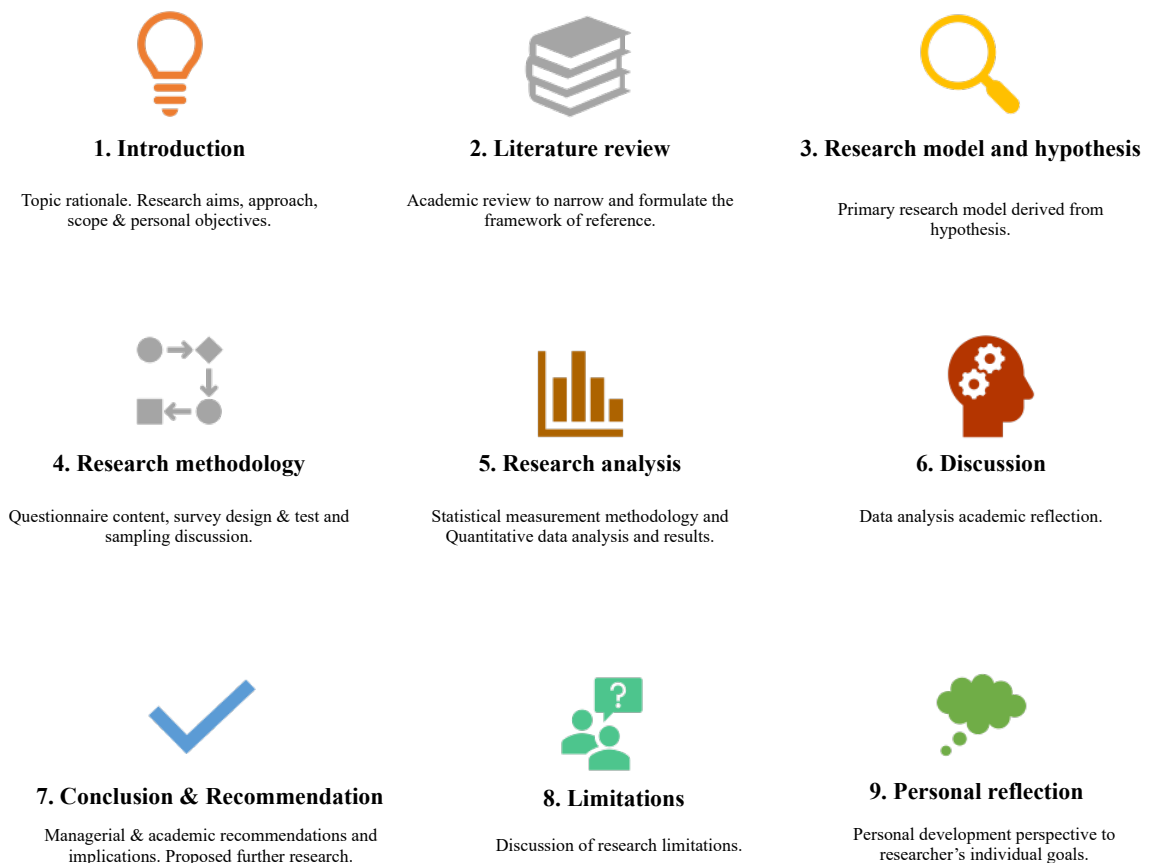 1. Introduction
Topic rationale. Research aims, approach,
scope & personal objectives.
2. Literature review
Academic review to narrow and formulate the
framework of reference.
3. Research model and hypothesis
Primary research model derived from
hypothesis.
4. Research methodology
Questionnaire content, survey design & test and
sampling discussion.
5. Research analysis
Statistical measurement methodology and
Quantitative data analysis and results.
6. Discussion
Data analysis academic reflection.
7. Conclusion & Recommendation
Managerial & academic recommendations and
implications. Proposed further research.
?
8. Limitations
Discussion of research limitations.
9. Personal reflection
Personal development perspective to
researcher’s individual goals.